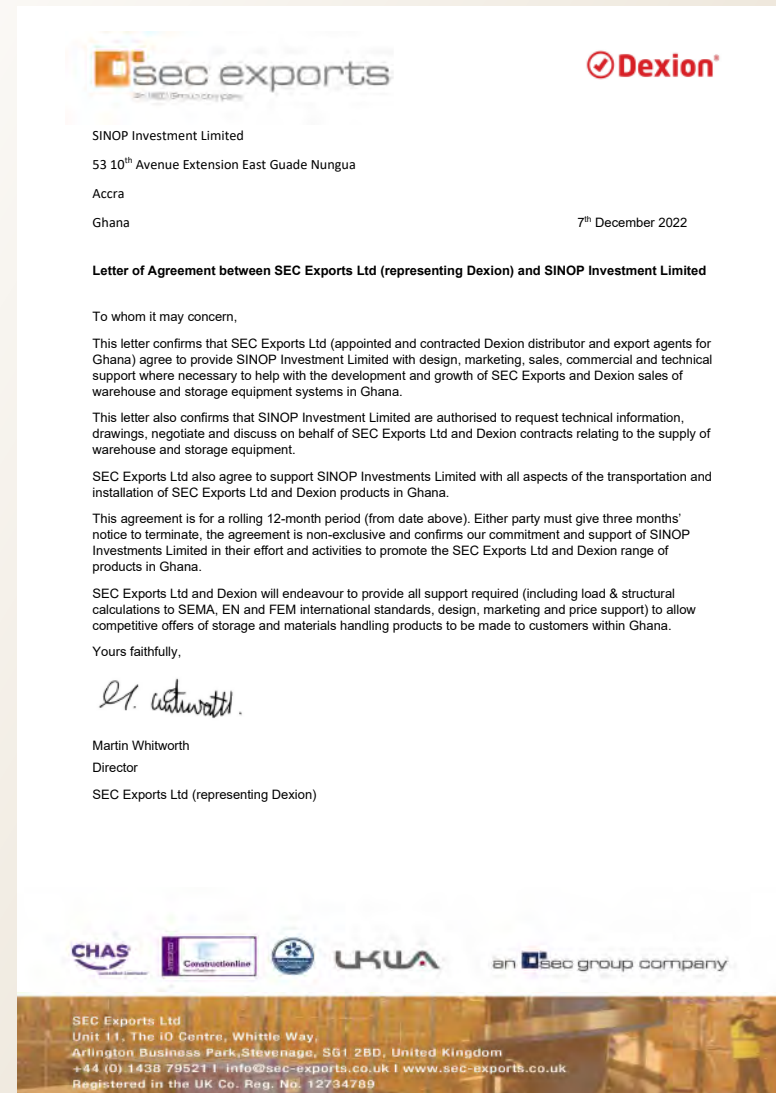 sec exports
an SEC Group company
Dexion
SINOP Investment Limited
53 10th Avenue Extension East Guade Nungua
Accra
Ghana
7th December 2022
Letter of Agreement between SEC Exports Ltd (representing Dexion) and SINOP Investment Limited
To whom it may concern,
This letter confirms that SEC Exports Ltd (appointed and contracted Dexion distributor and export agents for
Ghana) agree to provide SINOP Investment Limited with design, marketing, sales, commercial and technical
support where necessary to help with the development and growth of SEC Exports and Dexion sales of
warehouse and storage equipment systems in Ghana.
This letter also confirms that SINOP Investment Limited are authorised to request technical information,
drawings, negotiate and discuss on behalf of SEC Exports Ltd and Dexion contracts relating to the supply of
warehouse and storage equipment.
SEC Exports Ltd also agree to support SINOP Investments Limited with all aspects of the transportation and
installation of SEC Exports Ltd and Dexion products in Ghana.
This agreement is for a rolling 12-month period (from date above). Either party must give three months'
notice to terminate, the agreement is non-exclusive and confirms our commitment and support of SINOP
Investments Limited in their effort and activities to promote the SEC Exports Ltd and Dexion range of
products in Ghana.
SEC Exports Ltd and Dexion will endeavour to provide all support required (including load & structural
calculations to SEMA, EN and FEM international standards, design, marketing and price support) to allow
competitive offers of storage and materials handling products to be made to customers within Ghana.
Yours faithfully,
Martin Whitworth
Director
SEC Exports Ltd (representing Dexion)
CHAS
Constructionline
UKWA
an sec group company
SEC Exports Ltd
Unit 11, The iO Centre, Whittle Way,
Arlington Business Park,Stevenage, SG1 2BD, United Kingdom
+44 (0) 1438 79521 I info@sec-exports.co.uk I www.sec-exports.co.uk
Registered in the UK Co. Reg. No. 12734789